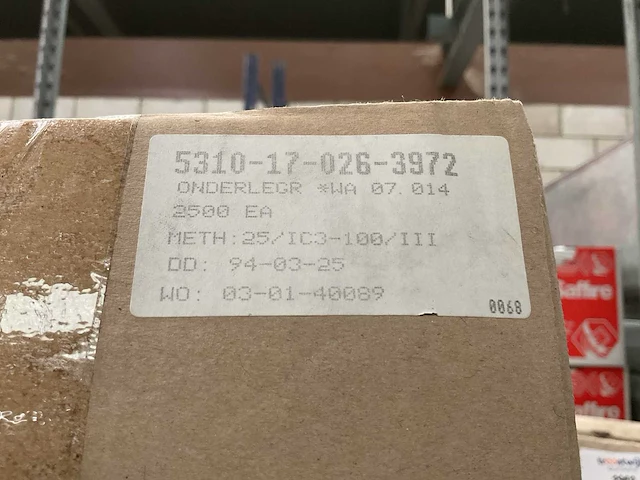 5310-17-026-3972
ONDERLEGR *WA 07.014
2500 EA
METH:25/IC3-100/III
DD: 94-03-25
WO: 03-01-40089
0068
Saffire